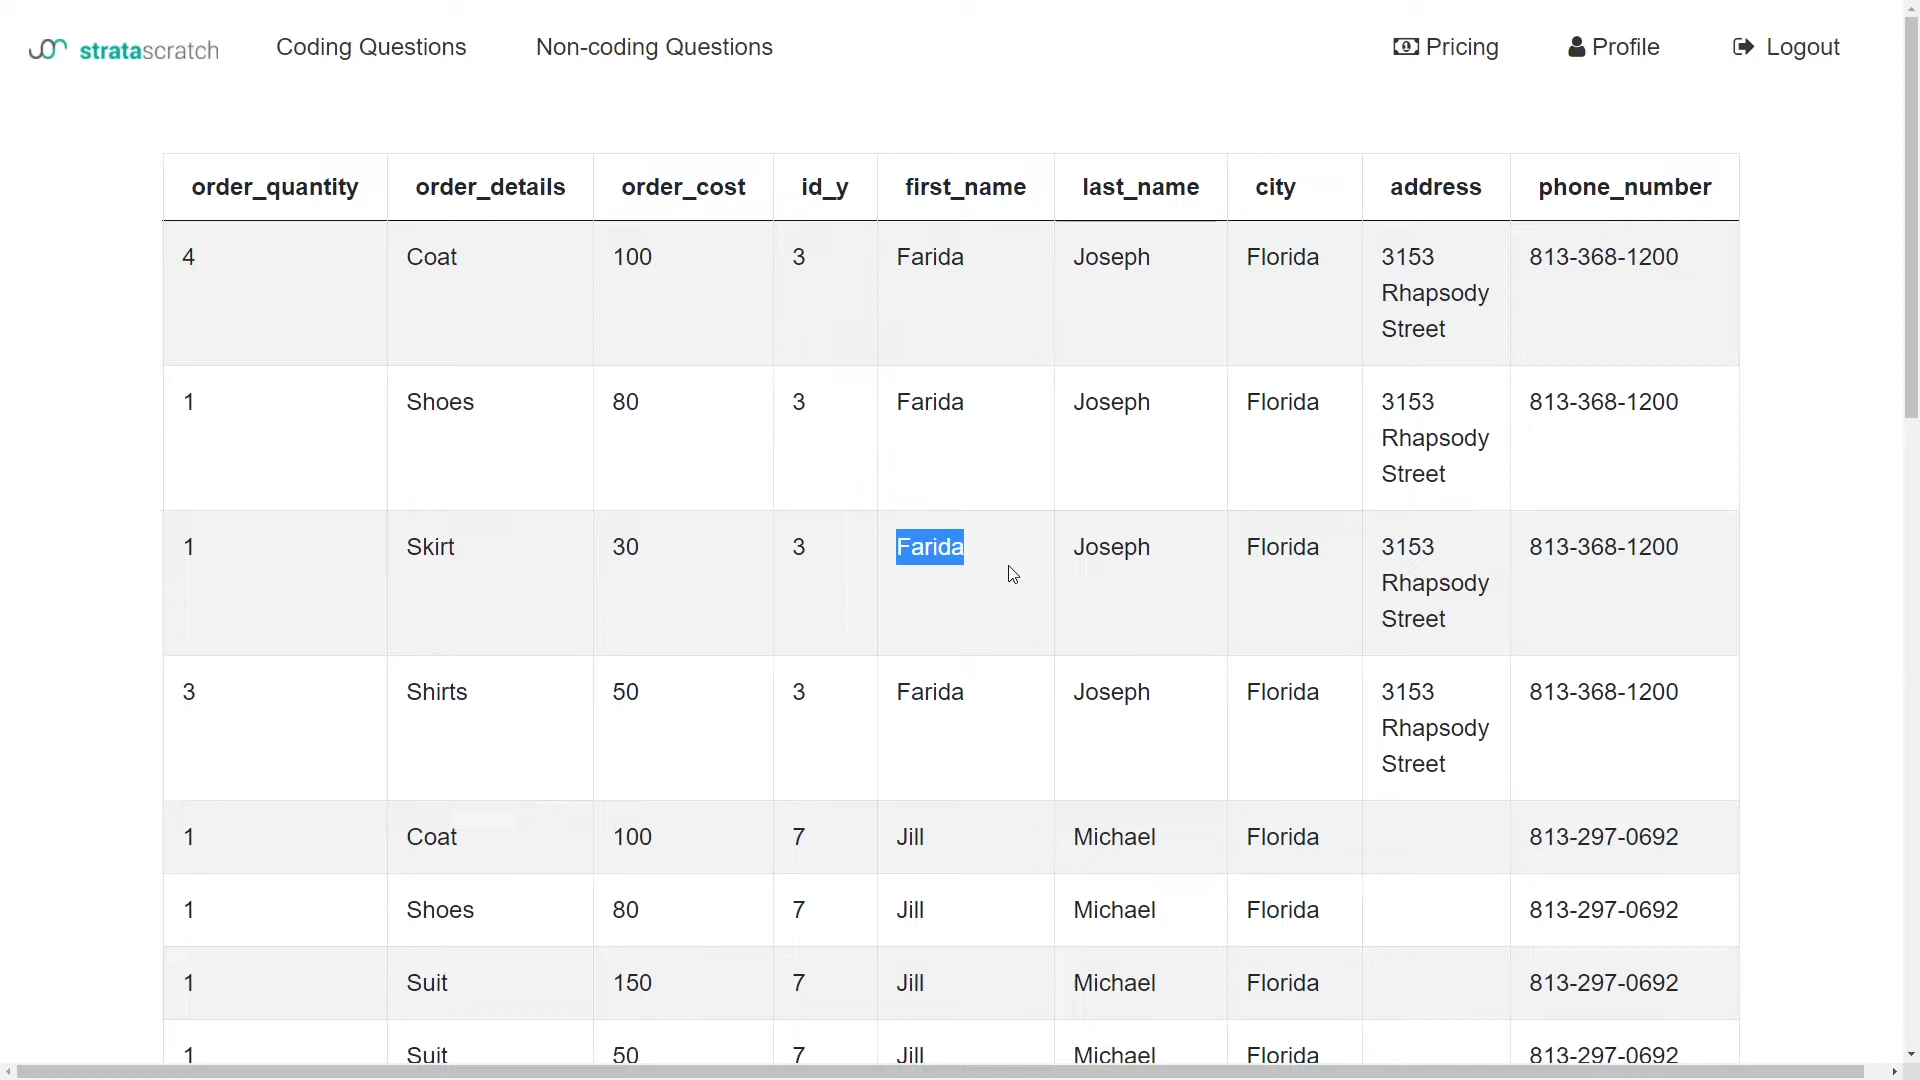 stratascratch Coding Questions Non-coding Questions Pricing Profile Logout
order_quantity order_details order_cost id_y first_name last_name city address phone_number
4 Coat 100 3 Farida Joseph Florida 3153 813-368-1200
Rhapsody
Street
1 Shoes 80 3 Farida Joseph Florida 3153 813-368-1200
Rhapsody
Street
1 Skirt 30 3 Farida Joseph Florida 3153 813-368-1200
Rhapsody
Street
3 Shirts 50 3 Farida Joseph Florida 3153 813-368-1200
Rhapsody
Street
1 Coat 100 7 Jill Michael Florida 813-297-0692
1 Shoes 80 7 Jill Michael Florida 813-297-0692
1 Suit 150 7 Jill Michael Florida 813-297-0692
1 Suit 50 7 Jill Michael Florida 813-297-0692